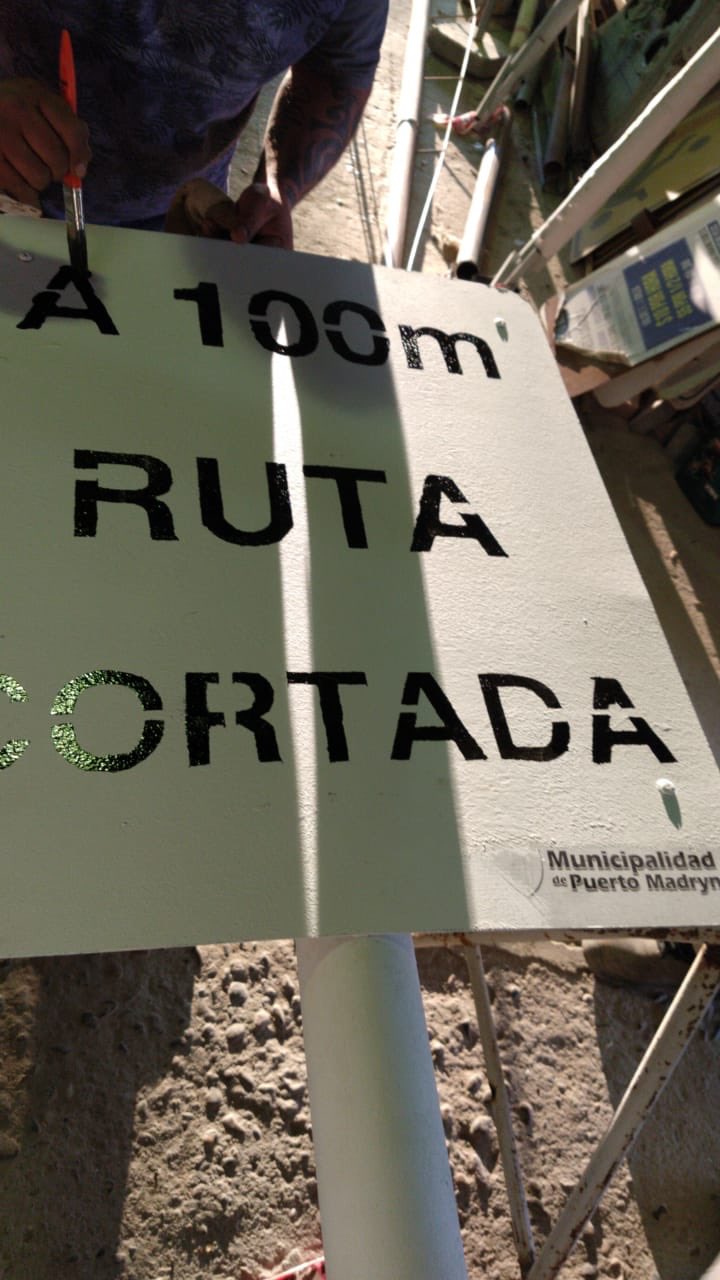 A 100m
RUTA
CORTADA
Municipalidad
de Puerto Madryn